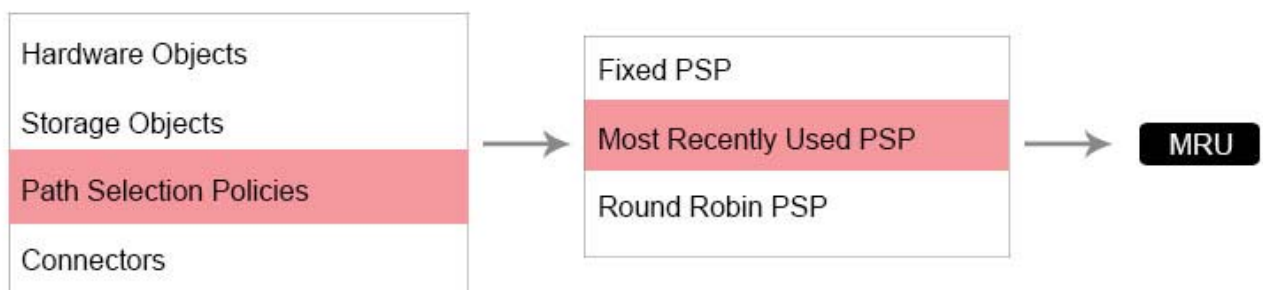 Hardware Objects
Storage Objects
Path Selection Policies
Connectors
Fixed PSP
Most Recently Used PSP
Round Robin PSP
MRU